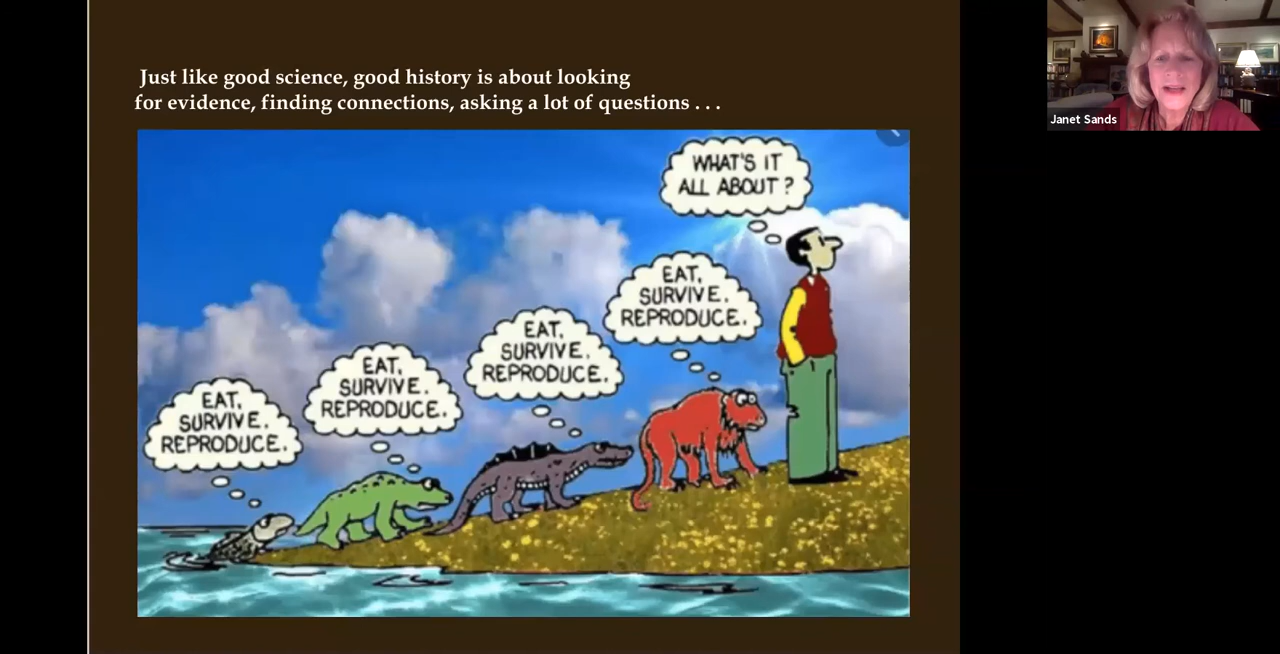 Just like good science, good history is about looking
for evidence, finding connections, asking a lot of questions . . .
WHAT'S IT
ALL ABOUT?
EAT,
SURVIVE.
REPRODUCE.
EAT,
SURVIVE.
REPRODUCE.
EAT,
SURVIVE.
REPRODUCE.
EAT,
SURVIVE.
REPRODUCE.
Janet Sands